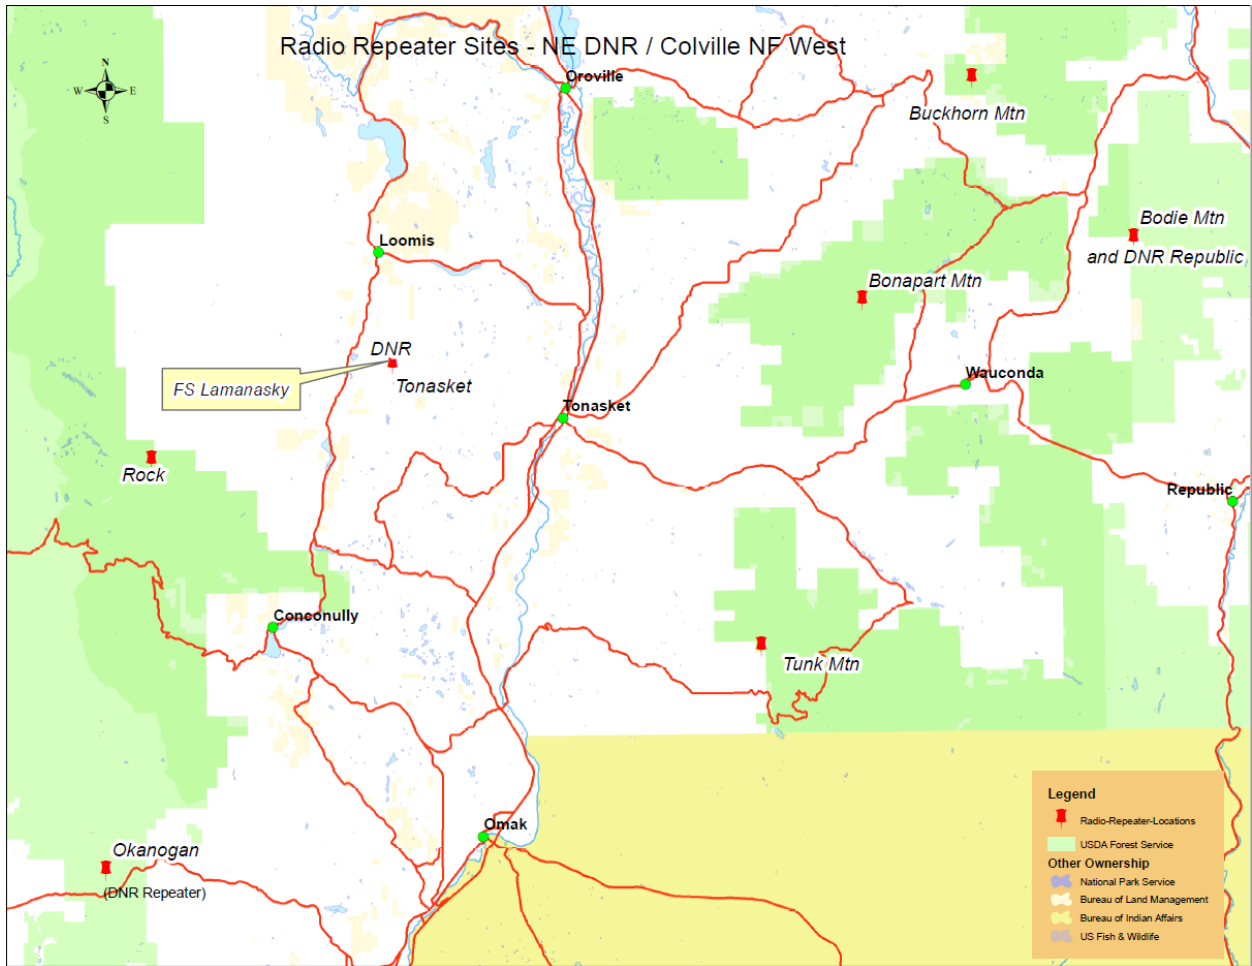 Radio Repeater Sites - NE DNR / Colville NF West
N
W E
S
Oroville
Buckhorn Mtn
Bodie Mtn
and DNR Republic
Loomis
Bonapart Mtn
DNR
FS Lamanasky
Tonasket
Wauconda
Tonasket
Rock
Republic
Conconully
Tunk Mtn
Omak
Okanogan
(DNR Repeater)
Legend
Radio-Repeater-Locations
USDA Forest Service
Other Ownership
National Park Service
Bureau of Land Management
Bureau of Indian Affairs
US Fish & Wildlife